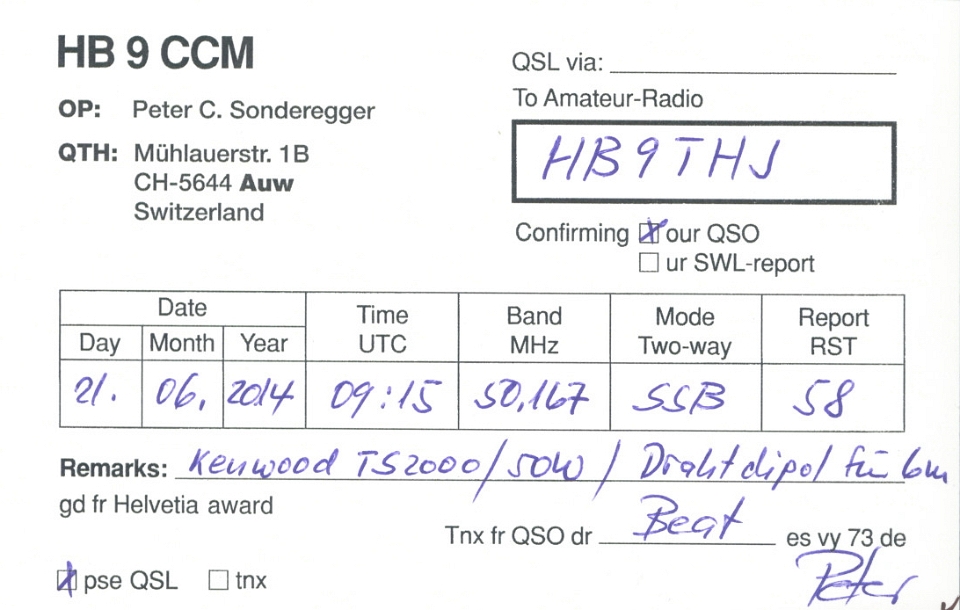 HB 9 CCM
OP: Peter C. Sonderegger
QTH: Mühlauerstr. 1B
CH-5644 Auw
Switzerland
QSL via:
To Amateur-Radio
HB9THJ
Confirming our QSO
ur SWL-report
Date
Day Month Year
Time UTC
Band MHz
Mode Two-way
Report RST
21. 06. 2014 09:15 50,167 SSB 58
Remarks: Kenwood TS2000/50W / Drahtdipol für 6m
gd fr Helvetia award
Tnx fr QSO dr Beat es vy 73 de
Peter
pse QSL tnx